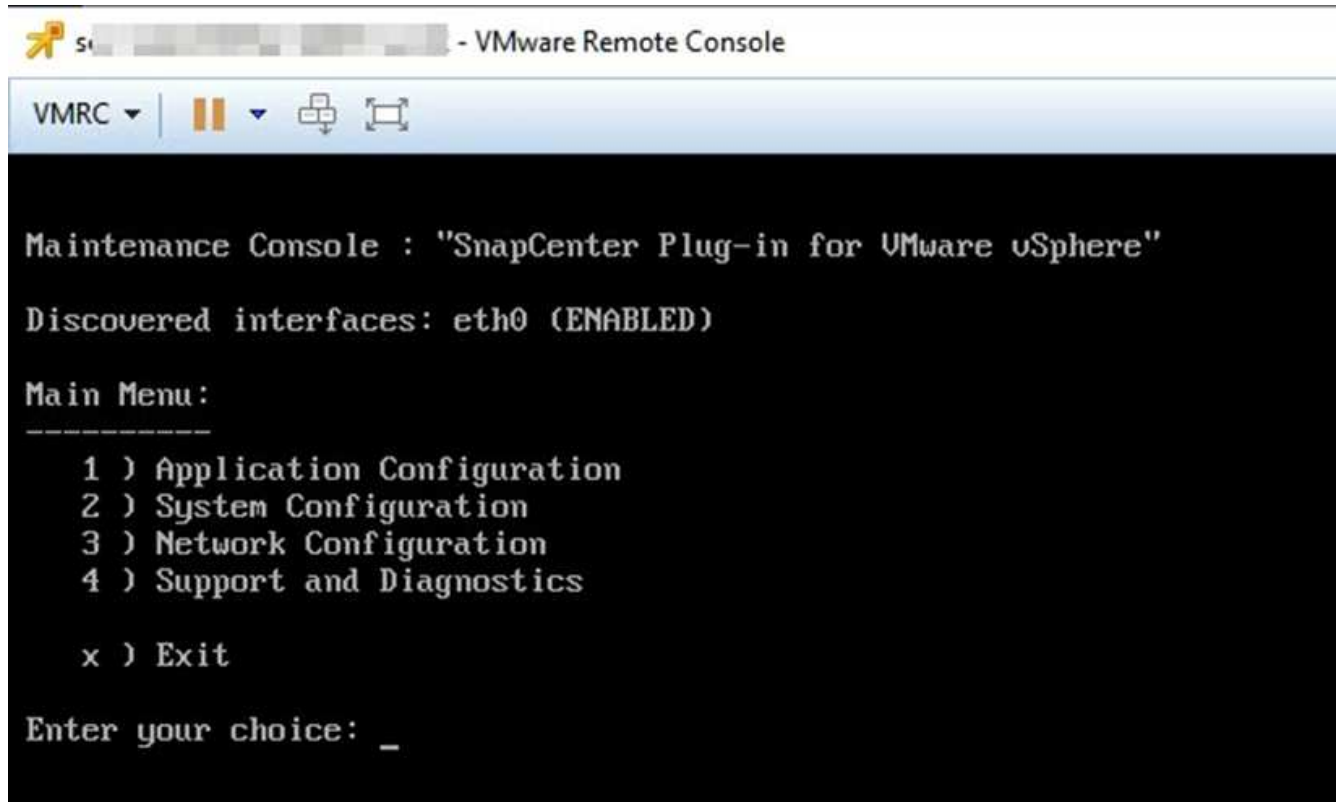 - VMware Remote Console
VMRC
Maintenance Console : "SnapCenter Plug-in for VMware vSphere"
Discovered interfaces: eth0 (ENABLED)
Main Menu:
----------
1 ) Application Configuration
2 ) System Configuration
3 ) Network Configuration
4 ) Support and Diagnostics
x ) Exit
Enter your choice: _